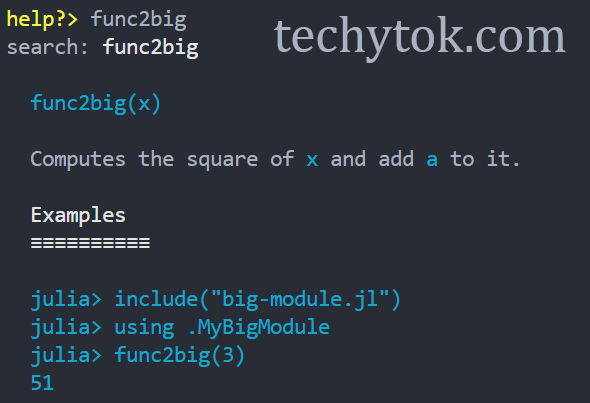 help?> func2big
techytok.com
search: func2big
func2big(x)
Computes the square of x and add a to it.
Examples
≡≡≡≡≡≡≡≡≡≡
julia> include("big-module.jl")
julia> using .MyBigModule
julia> func2big(3)
51